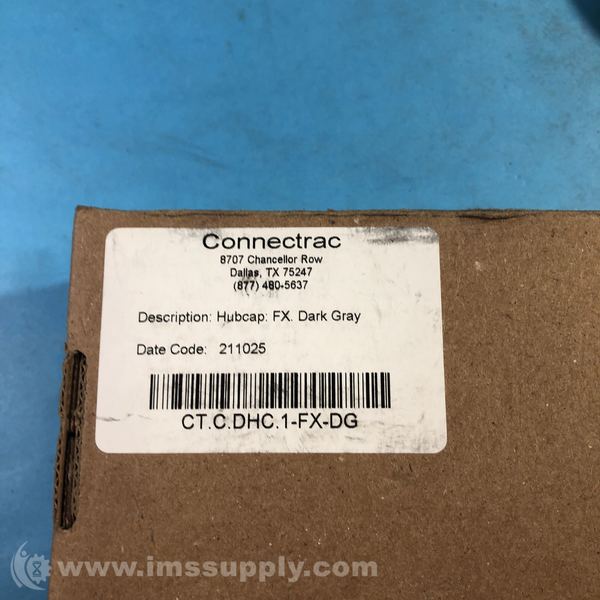 Connectrac
8707 Chancellor Row
Dallas, TX 75247
(877) 480-5637
Description: Hubcap: FX. Dark Gray
Date Code: 211025
CT.C.DHC.1-FX-DG
www.imssupply.com